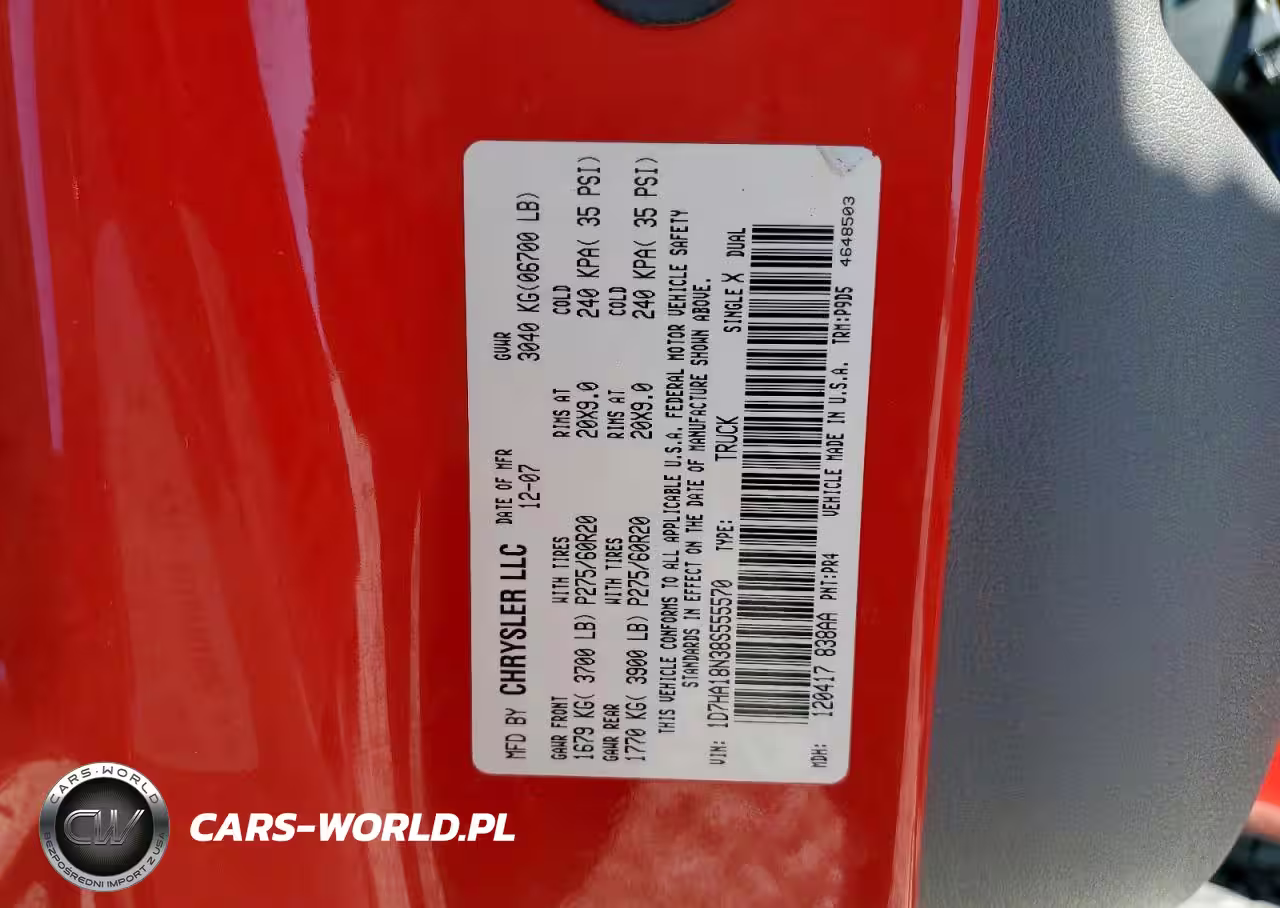 MFD BY CHRYSLER LLC DATE OF MFR GVWR
12-07 3040 KG(06700 LB)
GAWR FRONT WITH TIRES RIMS AT COLD
1679 KG( 3700 LB) P275/60R20 20X9.0 240 KPA( 35 PSI)
GAWR REAR WITH TIRES RIMS AT COLD
1770 KG( 3900 LB) P275/60R20 20X9.0 240 KPA( 35 PSI)
THIS VEHICLE CONFORMS TO ALL APPLICABLE U.S.A. FEDERAL MOTOR VEHICLE SAFETY
STANDARDS IN EFFECT ON THE DATE OF MANUFACTURE SHOWN ABOVE.
VIN: 1D7HA18N38S555570 TYPE: TRUCK SINGLE X DUAL
MDH: 120417 838AA PNT:PR4 VEHICLE MADE IN U.S.A. TRM:P9D5 4648503
CARS-WORLD
CW
BEZPOŚREDNI IMPORT Z USA
CARS-WORLD.PL